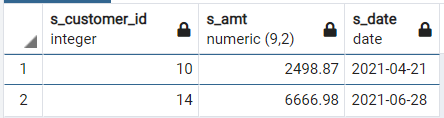 s_customer_id s_amt s_date
integer numeric (9,2) date
1 10 2498.87 2021-04-21
2 14 6666.98 2021-06-28